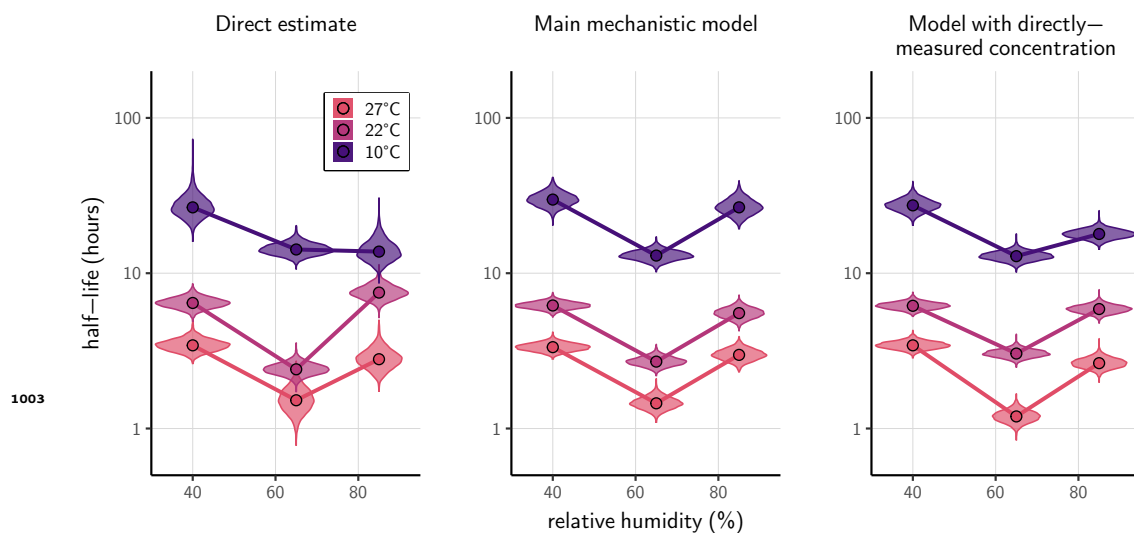 Direct estimate
Main mechanistic model
Model with directly—
measured concentration
27°C
22°C
10°C
half—life (hours)
100
10
1
100
10
1
100
10
1
1003
40
60
80
40
60
80
40
60
80
relative humidity (%)